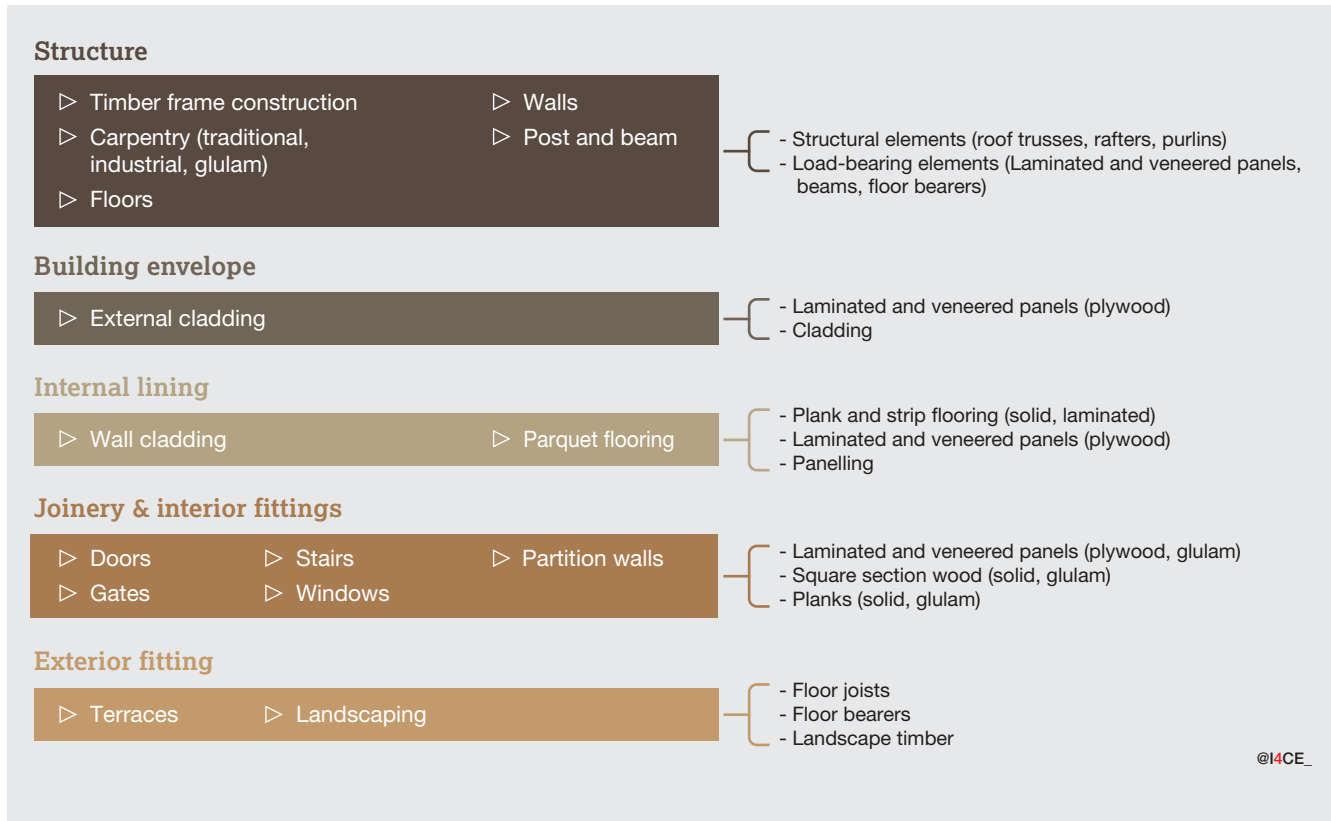 Structure
▷ Timber frame construction
▷ Carpentry (traditional,
industrial, glulam)
▷ Floors
▷ Walls
▷ Post and beam
- Structural elements (roof trusses, rafters, purlins)
- Load-bearing elements (Laminated and veneered panels,
beams, floor bearers)
Building envelope
▷ External cladding
- Laminated and veneered panels (plywood)
- Cladding
Internal lining
▷ Wall cladding
▷ Parquet flooring
- Plank and strip flooring (solid, laminated)
- Laminated and veneered panels (plywood)
- Panelling
Joinery & interior fittings
▷ Doors
▷ Gates
▷ Stairs
▷ Windows
▷ Partition walls
- Laminated and veneered panels (plywood, glulam)
- Square section wood (solid, glulam)
- Planks (solid, glulam)
Exterior fitting
▷ Terraces
▷ Landscaping
- Floor joists
- Floor bearers
- Landscape timber
@I4CE_